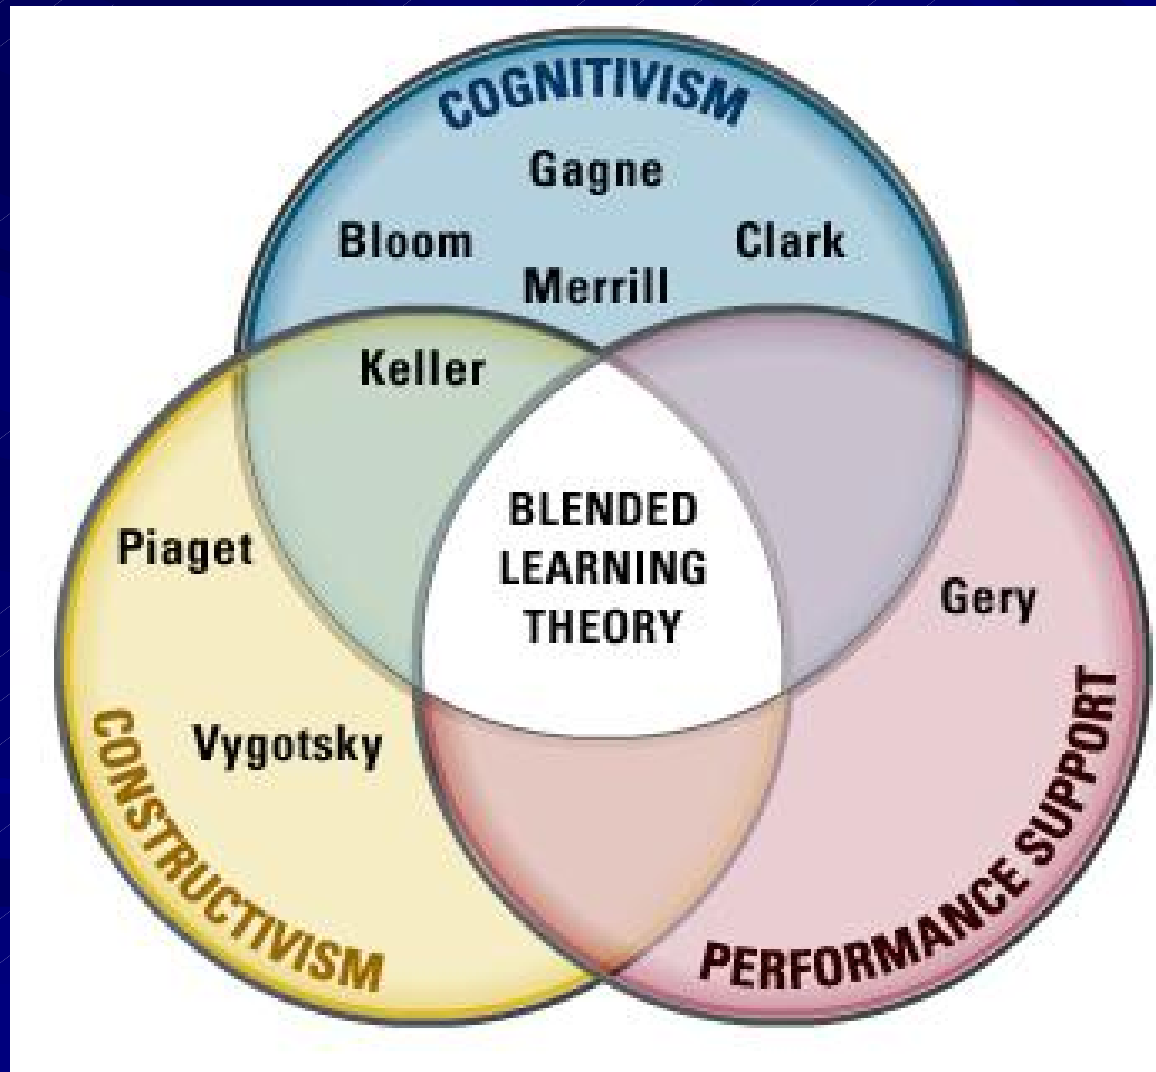 COGNITIVISM
Gagne
Bloom
Clark
Merrill
Keller
BLENDED
LEARNING
THEORY
Piaget
Gery
Vygotsky
CONSTRUCTIVISM
PERFORMANCE SUPPORT